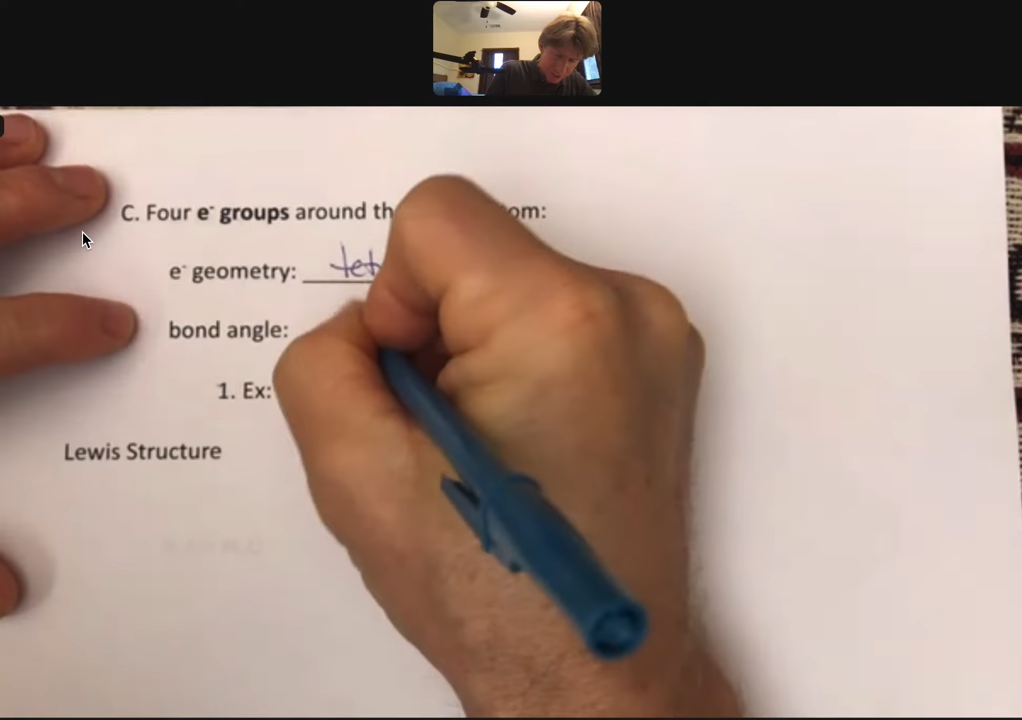 C. Four e⁻ groups around th om:
e⁻ geometry: tet
bond angle:
1. Ex:
Lewis Structure